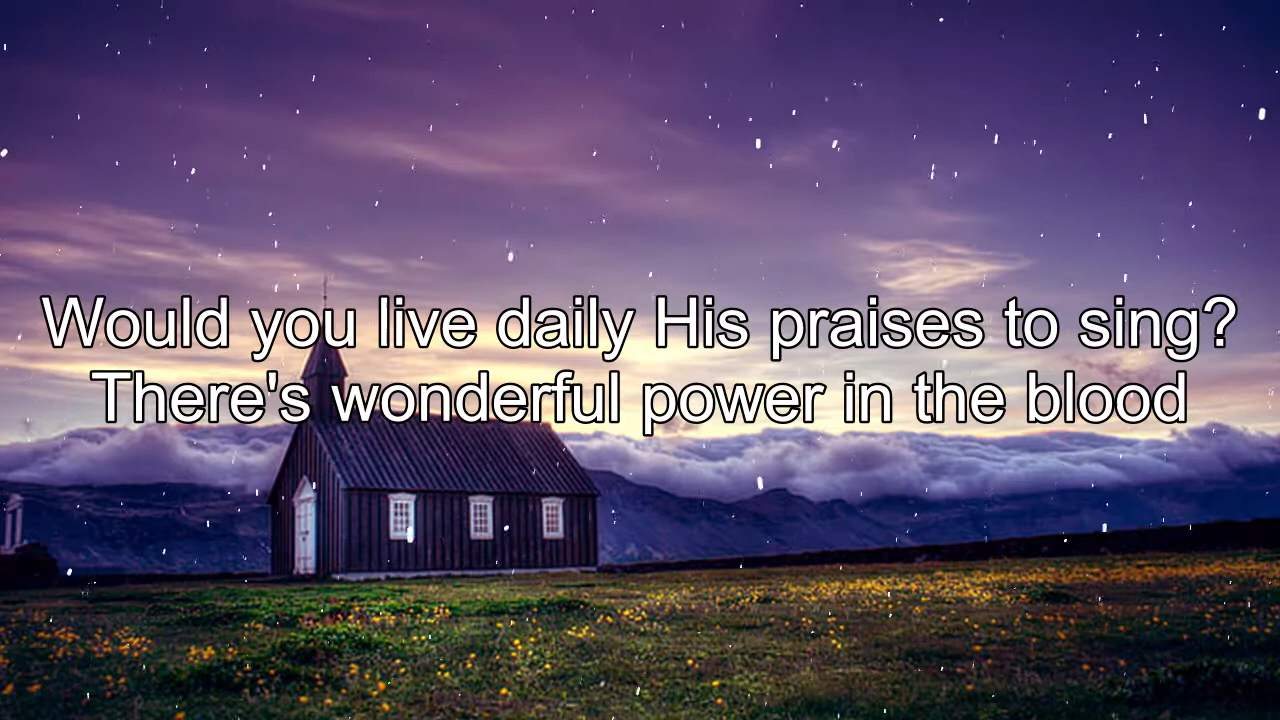 Would you live daily His praises to sing?
There's wonderful power in the blood